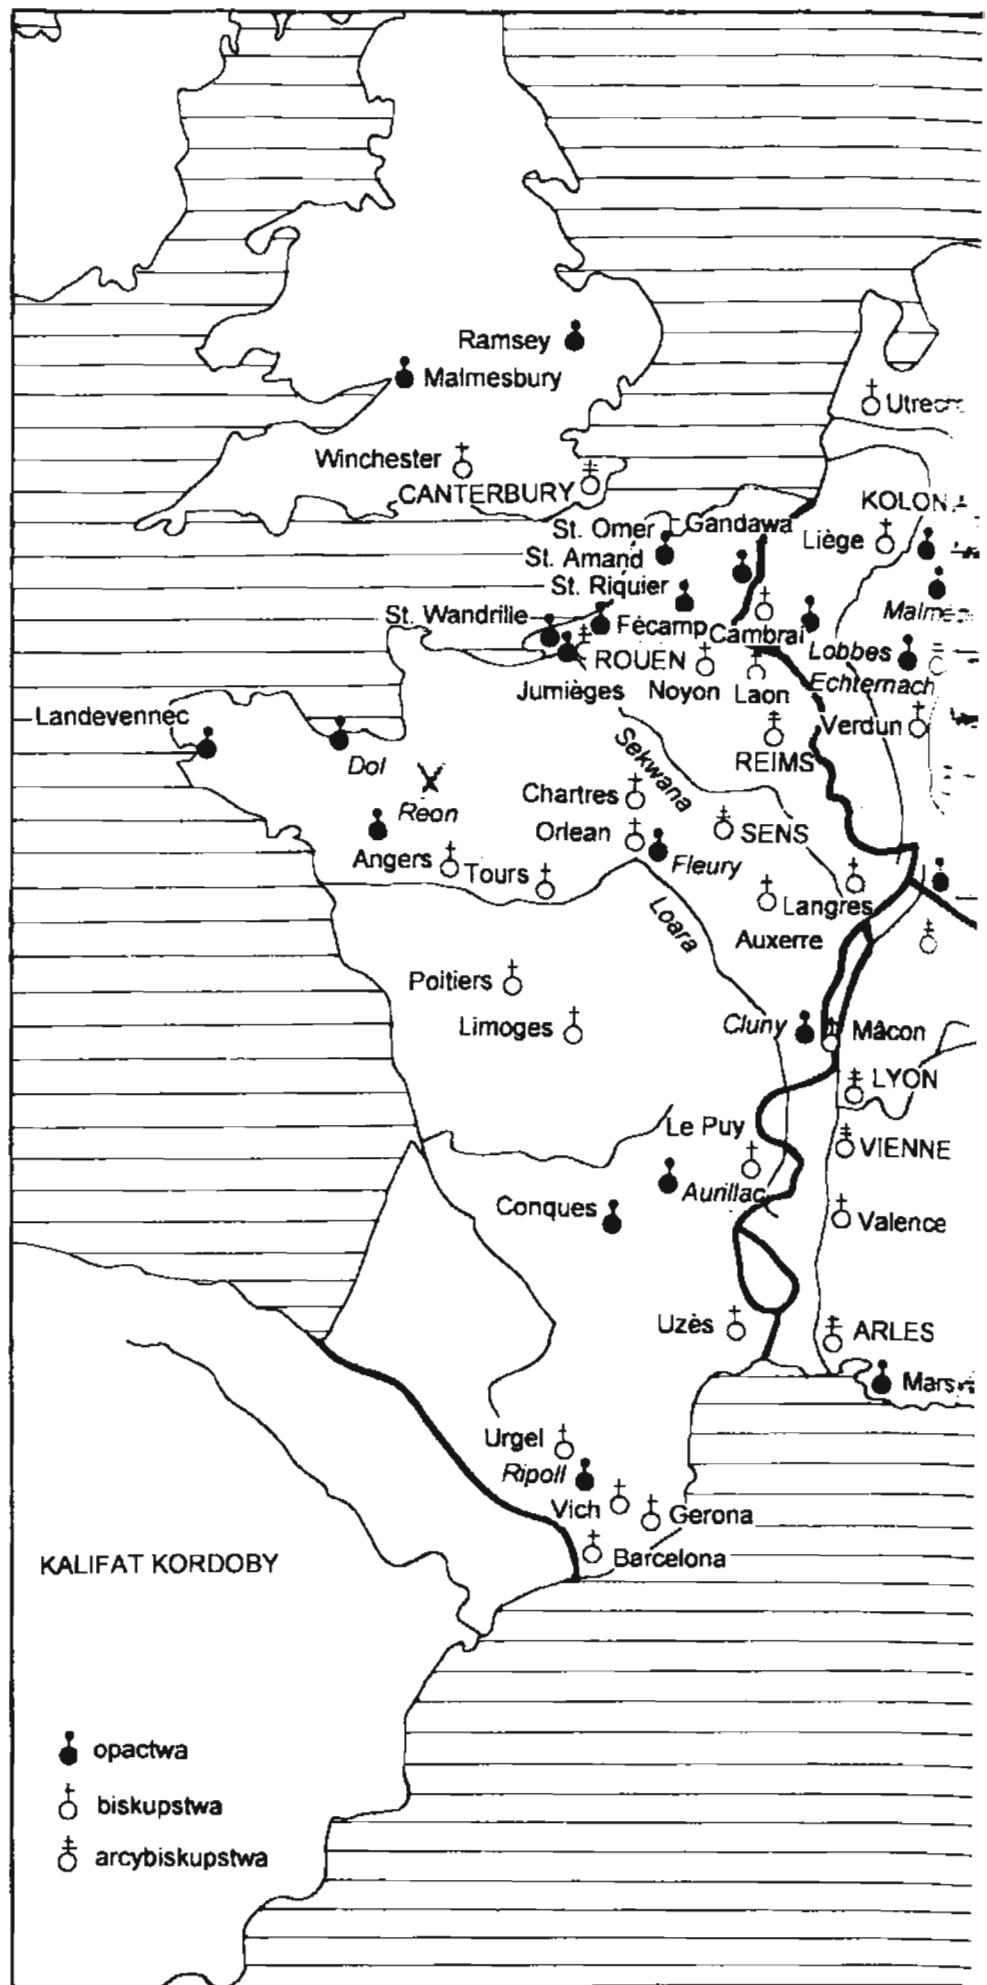 Ramsey
Malmesbury
Winchester
CANTERBURY
KOLON
St. Omer
Gandawa
Liège
St. Amand
St. Riquier
St. Wandrille
Fécamp
Cambrai
Lobbes
ROUEN
Echternach
Jumièges
Noyon
Laon
Landevennec
Verdun
Sekwana
REIMS
Dol
Reon
Chartres
Orlean
SENS
Angers
Tours
Fleury
Langres
Loara
Auxerre
Poitiers
Limoges
Cluny
Mâcon
LYON
Le Puy
VIENNE
Aurillac
Conques
Valence
Uzès
ARLES
Urgel
Ripoll
Vich
Gerona
Barcelona
KALIFAT KORDOBY
opactwa
biskupstwa
arcybiskupstwa